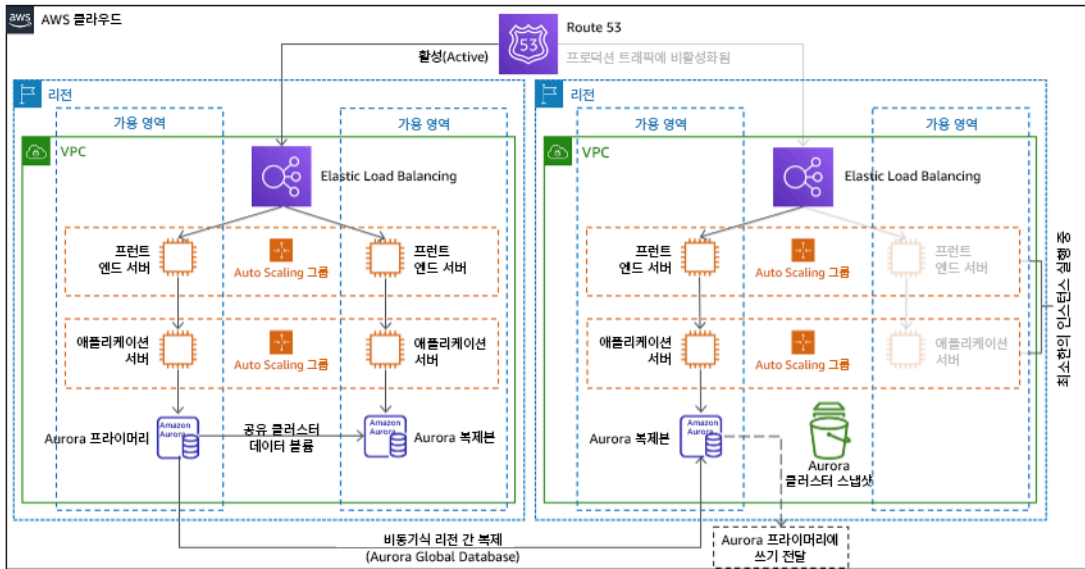 aws
AWS 클라우드
Route 53
53
활성(Active)
프로덕션 트래픽에 비활성화됨
리전
가용 영역
가용 영역
VPC
Elastic Load Balancing
프런트
엔드 서버
Auto Scaling 그룹
프런트
엔드 서버
애플리케이션
서버
Auto Scaling 그룹
애플리케이션
서버
Aurora 프라이머리
Amazon
Aurora
공유 클러스터
데이터 볼륨
Amazon
Aurora
Aurora 복제본
리전
가용 영역
가용 영역
VPC
Elastic Load Balancing
프런트
엔드 서버
Auto Scaling 그룹
프런트
엔드 서버
애플리케이션
서버
Auto Scaling 그룹
애플리케이션
서버
최소한의 인스턴스 실행 중
Aurora 복제본
Amazon
Aurora
Aurora
클러스터 스냅샷
비동기식 리전 간 복제
(Aurora Global Database)
Aurora 프라이머리에
쓰기 전달